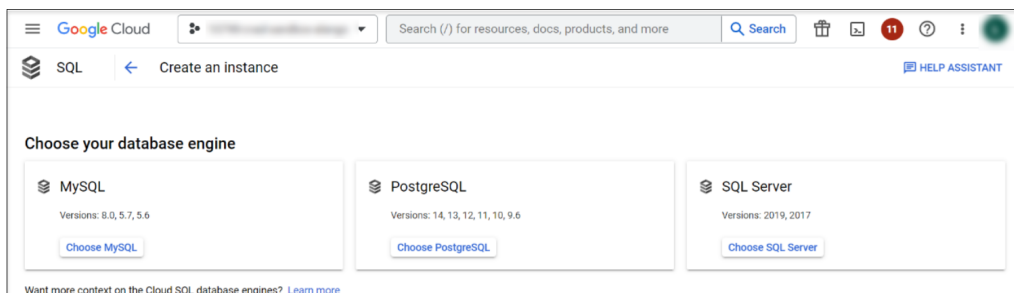 Google Cloud
Search (/) for resources, docs, products, and more
Search
11
SQL
Create an instance
HELP ASSISTANT
Choose your database engine
MySQL
PostgreSQL
SQL Server
Versions: 8.0, 5.7, 5.6
Versions: 14, 13, 12, 11, 10, 9.6
Versions: 2019, 2017
Choose MySQL
Choose PostgreSQL
Choose SQL Server
Want more context on the Cloud SQL database engines? Learn more